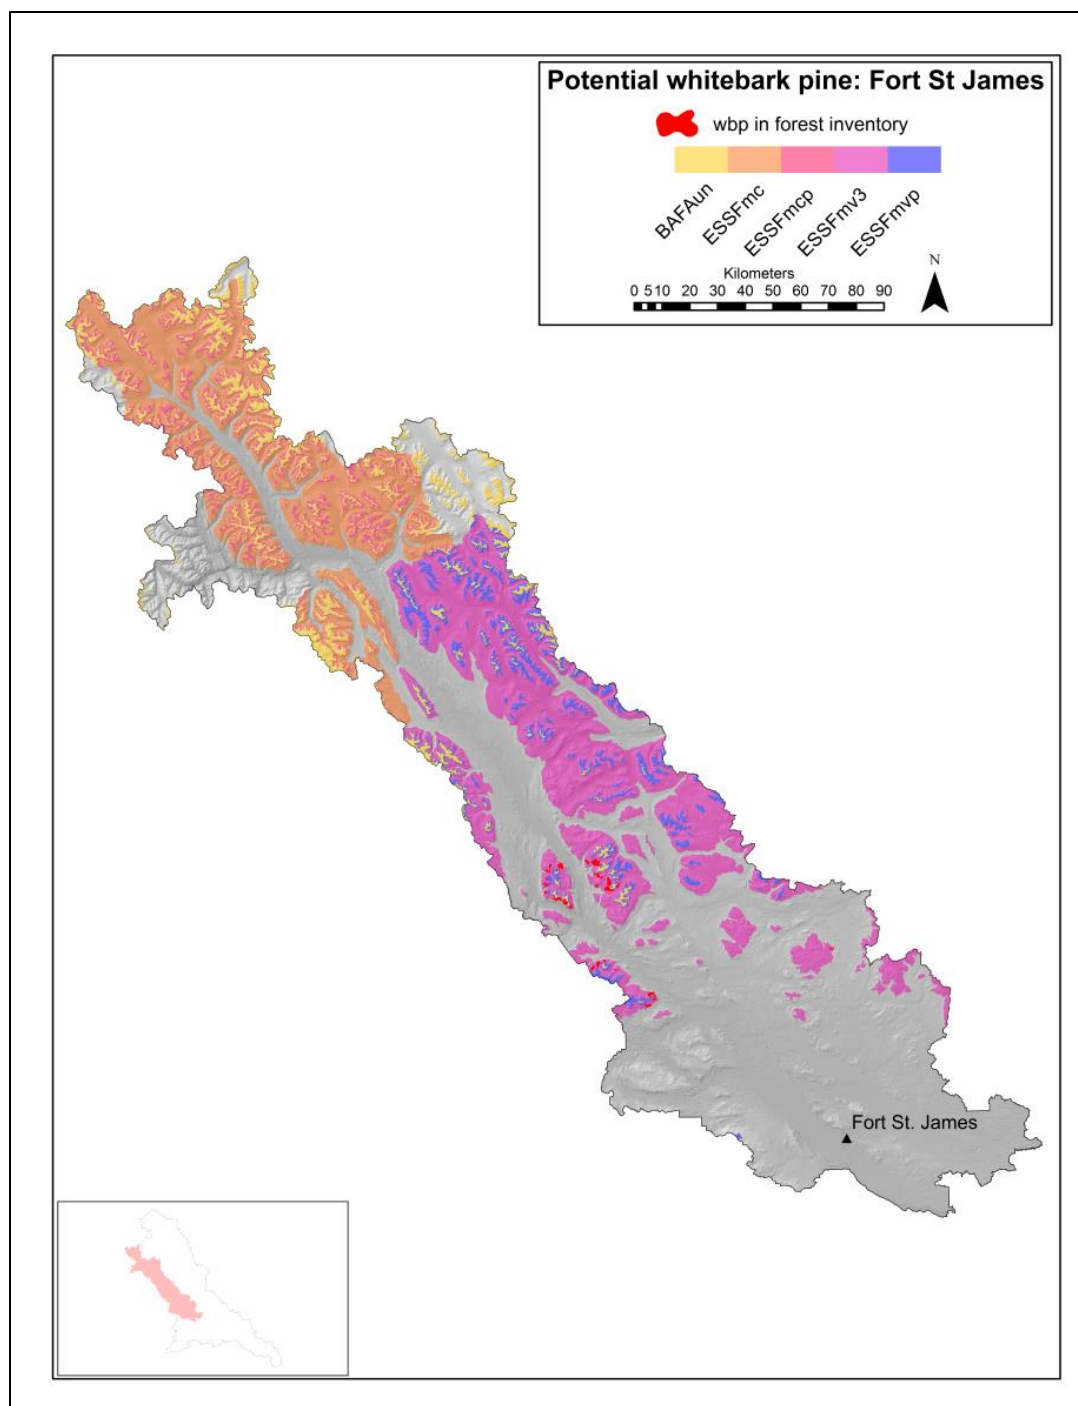 Potential whitebark pine: Fort St James
wbp in forest inventory
BAFAun
ESSFmc
ESSFmcp
ESSFmv3
ESSFmvp
Kilometers
0 5 10 20 30 40 50 60 70 80 90
N
Fort St. James